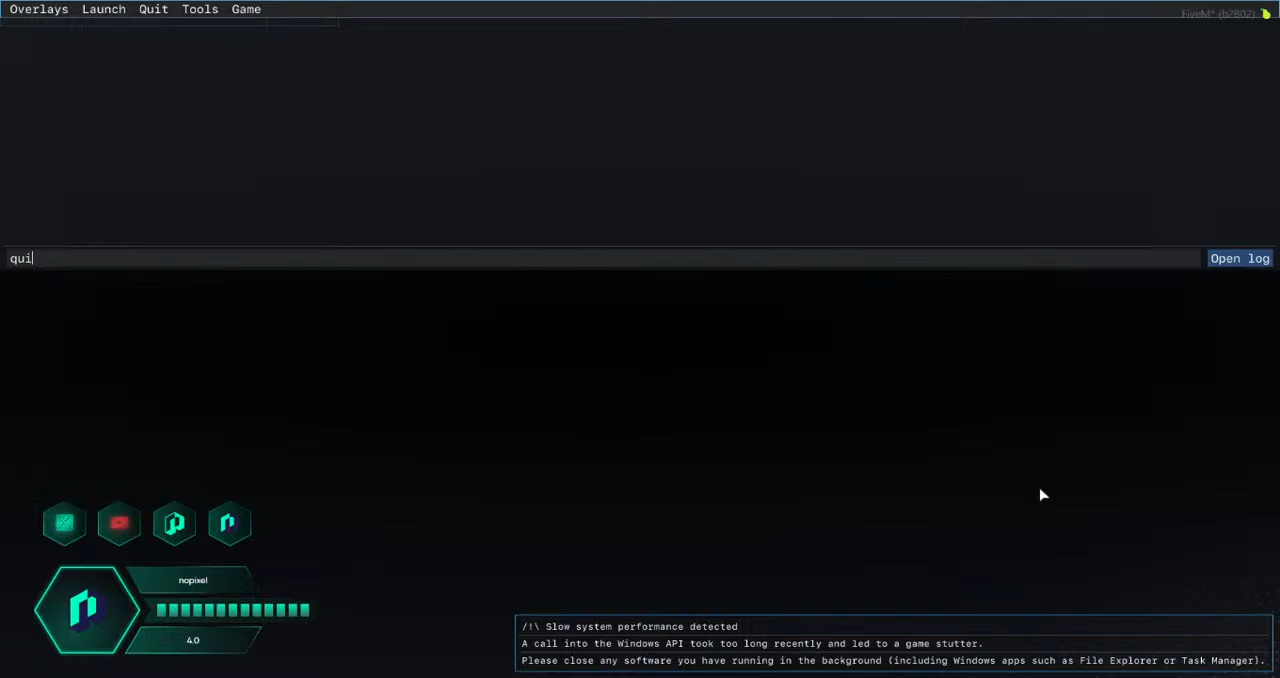 Overlays Launch Quit Tools Game
FiveM* (b2802)
qui
Open log
nopixel
4.0
/!\ Slow system performance detected
A call into the Windows API took too long recently and led to a game stutter.
Please close any software you have running in the background (including Windows apps such as File Explorer or Task Manager).